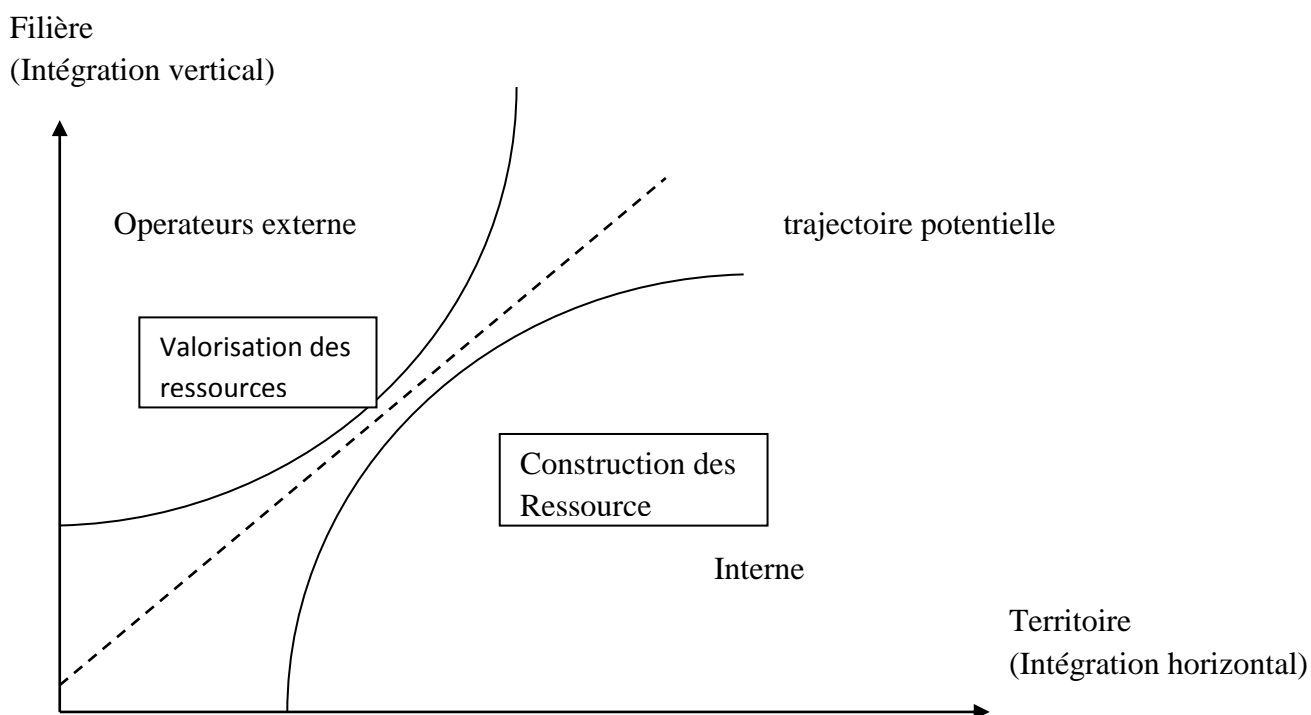 Filière
(Intégration vertical)
Operateurs externe
trajectoire potentielle
Valorisation des
ressources
Construction des
Ressource
Interne
Territoire
(Intégration horizontal)